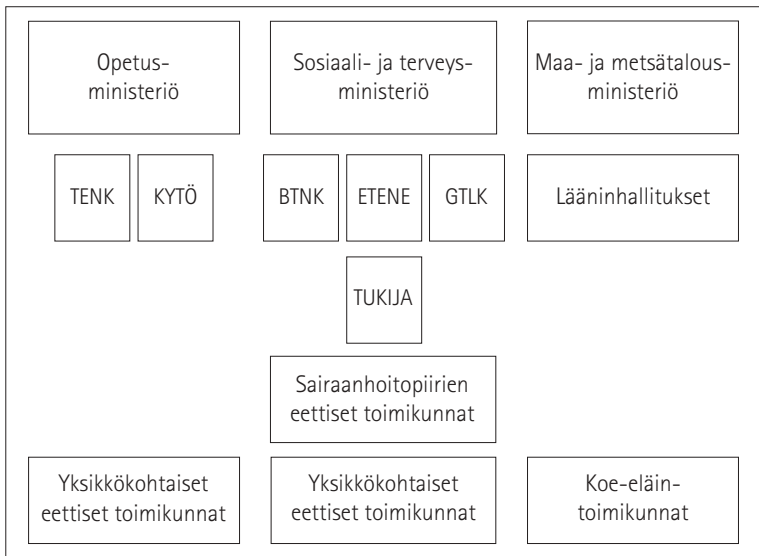 Opetus-
ministeriö
Sosiaali- ja terveys-
ministeriö
Maa- ja metsätalous-
ministeriö
TENK
KYTÖ
BTNK
ETENE
GTLK
Lääninhallitukset
TUKIJA
Sairaanhoitopiirien
eettiset toimikunnat
Yksikkökohtaiset
eettiset toimikunnat
Yksikkökohtaiset
eettiset toimikunnat
Koe-eläin-
toimikunnat